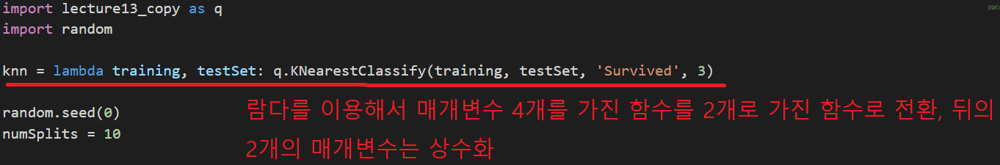 import lecture13_copy as q
import random
knn = lambda training, testSet: q.KNearestClassify(training, testSet, 'Survived', 3)
random.seed(0)
numSplits = 10
람다를 이용해서 매개변수 4개를 가진 함수를 2개로 가진 함수로 전환, 뒤의
2개의 매개변수는 상수화